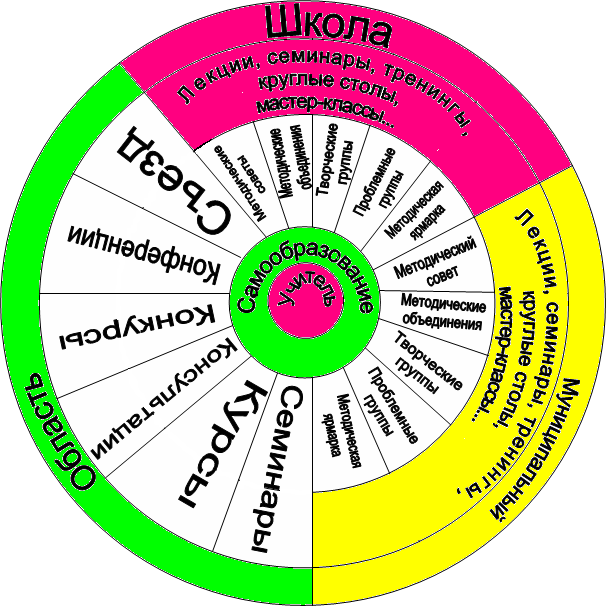 Школа
Лекции, семинары, тренингы,
круглые столы,
мастер-классы...
Методические
советы
Методические
объединения
Творческие
группы
Проблемные
группы
Методическая
ярмарка
Муниципальный
Лекции, семинары, тренингы,
круглые столы,
мастер-классы...
Методический
совет
Методические
объединения
Творческие
группы
Проблемные
группы
Методическая
ярмарка
Область
Съезд
Конференции
Конкурсы
Консультации
Курсы
Семинары
Самообразование
Учитель